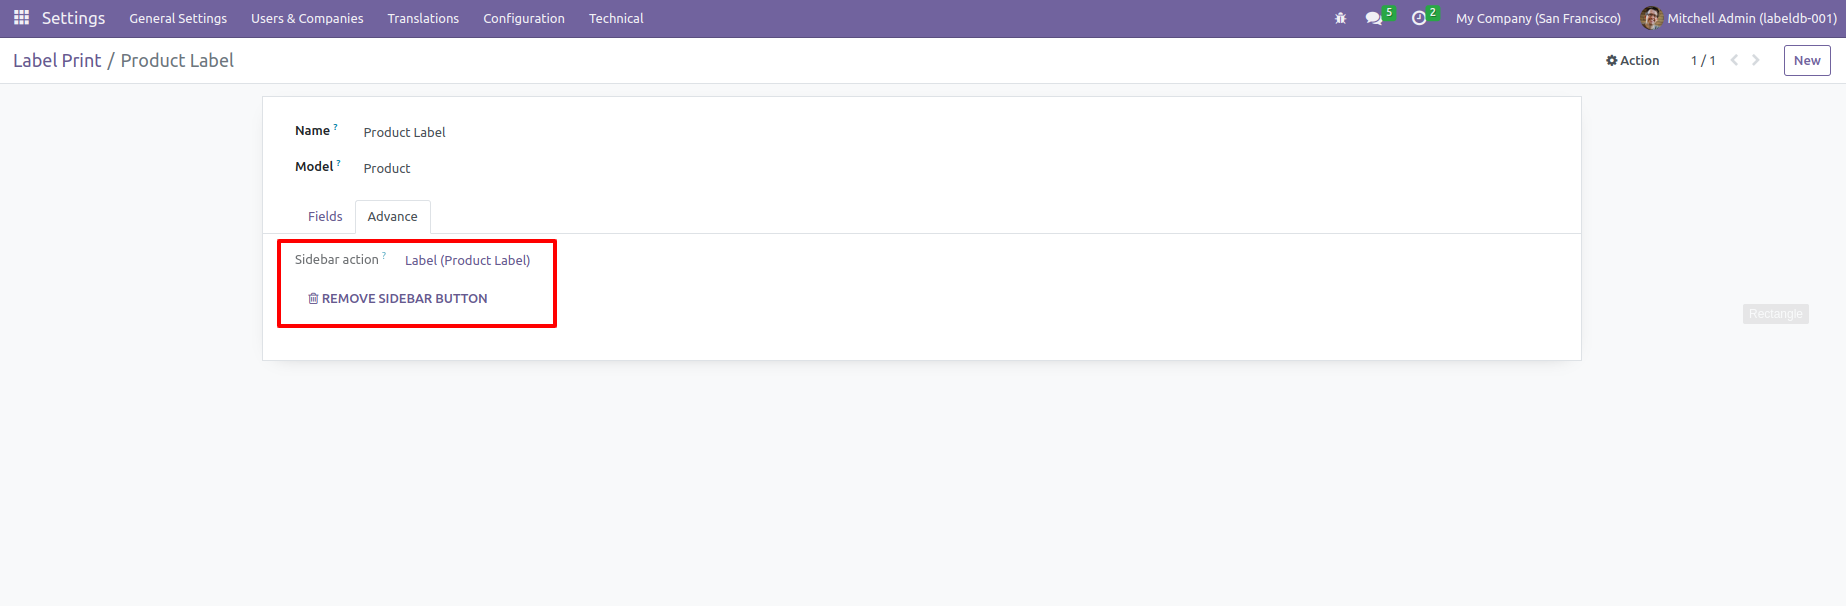 Settings General Settings Users & Companies Translations Configuration Technical 5 2 My Company (San Francisco) Mitchell Admin (labeldb-001)
Label Print / Product Label Action 1 / 1 New
Name ? Product Label
Model ? Product
Fields Advance
Sidebar action ? Label (Product Label)
REMOVE SIDEBAR BUTTON
Rectangle